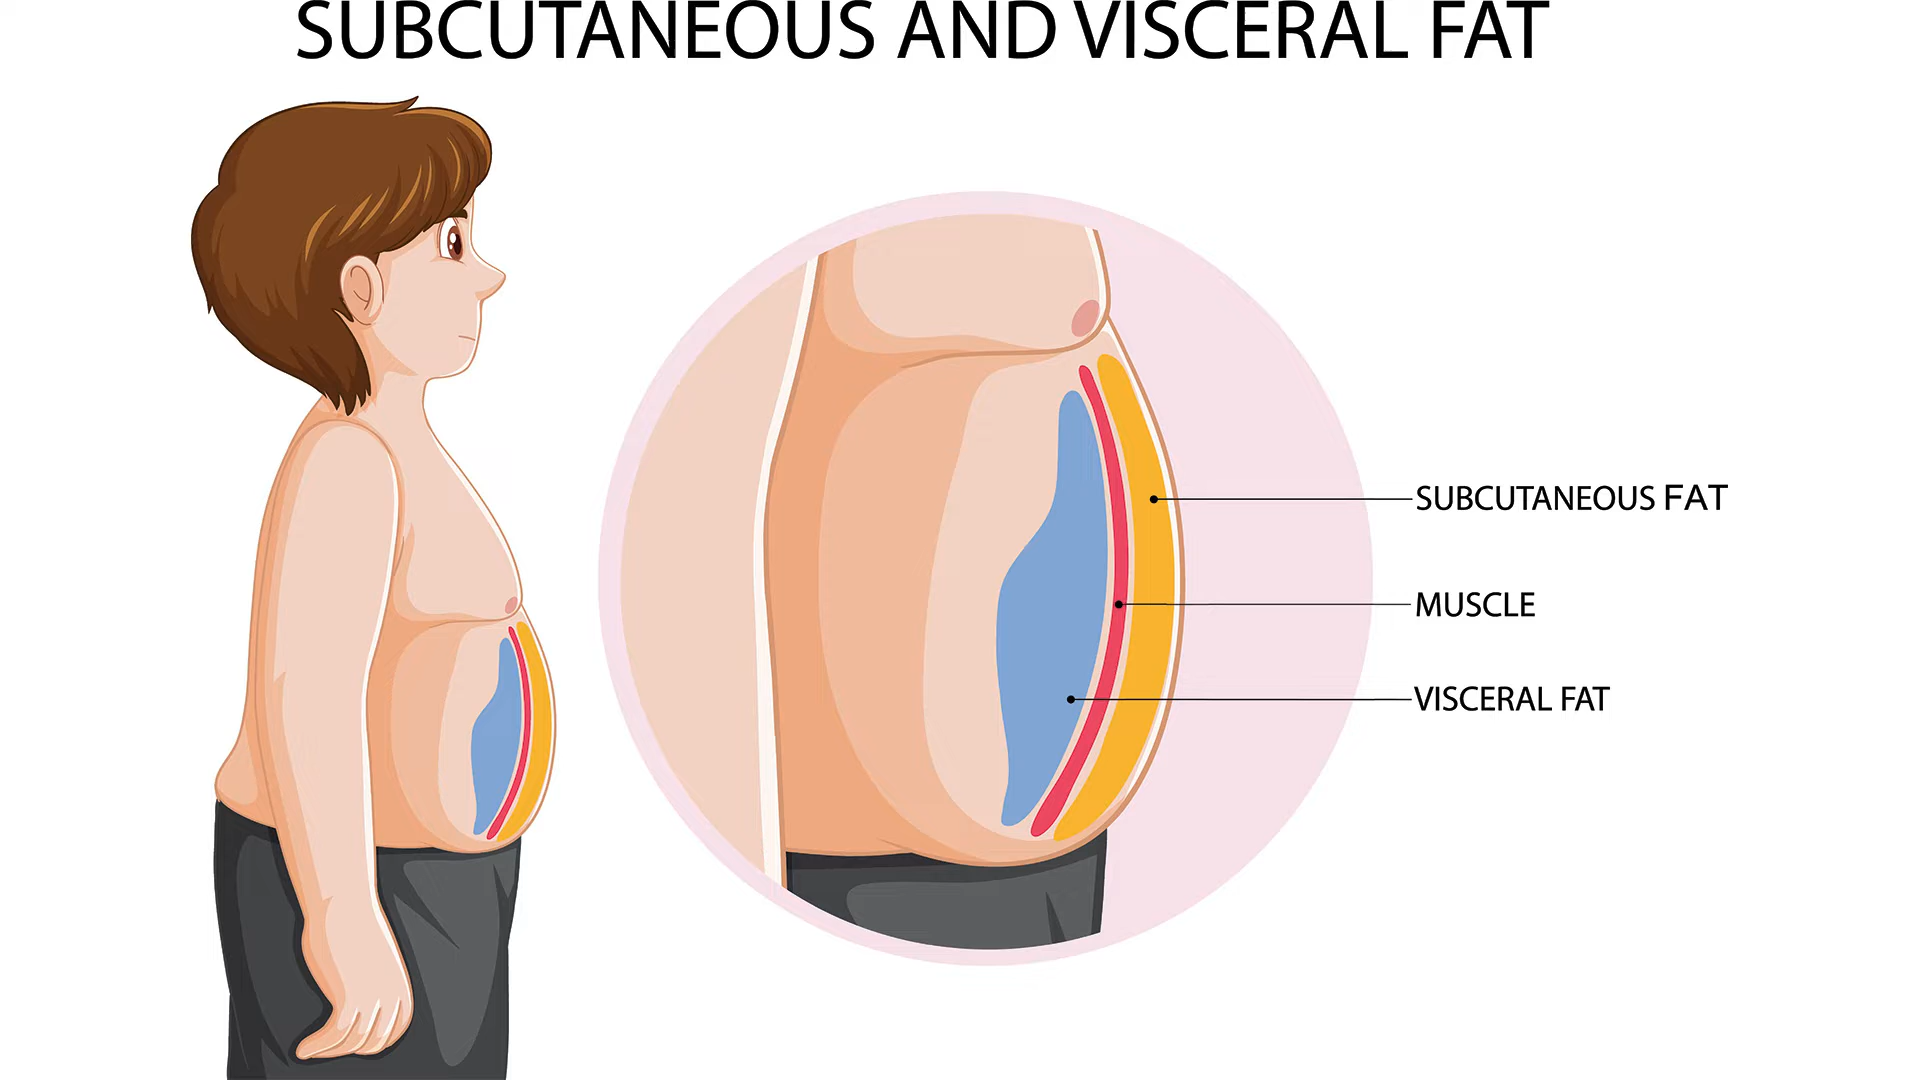 SUBCUTANEOUS AND VISCERAL FAT
SUBCUTANEOUS FAT
MUSCLE
VISCERAL FAT